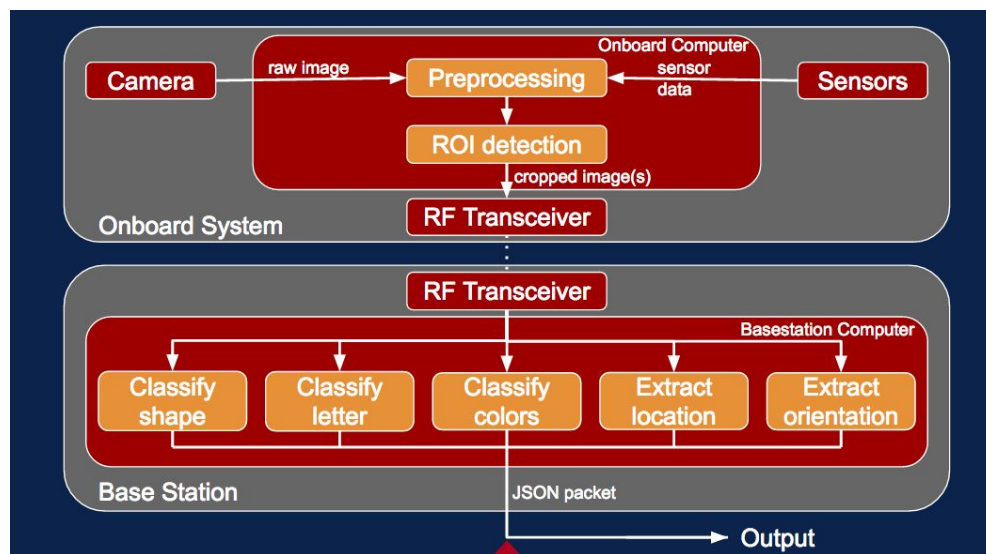 Onboard Computer
Camera
raw image
Preprocessing
sensor
data
Sensors
ROI detection
cropped image(s)
RF Transceiver
Onboard System
RF Transceiver
Basestation Computer
Classify
shape
Classify
letter
Classify
colors
Extract
location
Extract
orientation
Base Station
JSON packet
Output